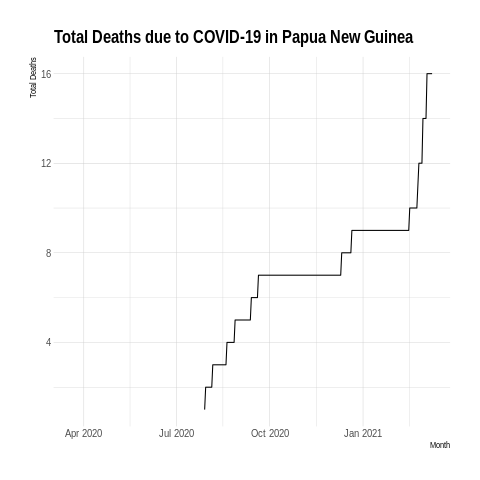 Total Deaths due to COVID-19 in Papua New Guinea
Total Deaths
16
12
8
4
Apr 2020
Jul 2020
Oct 2020
Jan 2021
Month